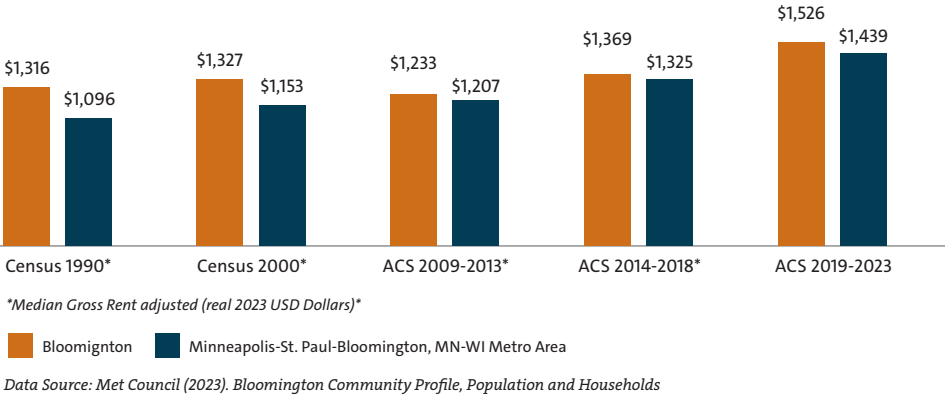 $1,316
$1,096
$1,327
$1,153
$1,233
$1,207
$1,369
$1,325
$1,526
$1,439
Census 1990*
Census 2000*
ACS 2009-2013*
ACS 2014-2018*
ACS 2019-2023
*Median Gross Rent adjusted (real 2023 USD Dollars)*
Bloomignton
Minneapolis-St. Paul-Bloomington, MN-WI Metro Area
Data Source: Met Council (2023). Bloomington Community Profile, Population and Households